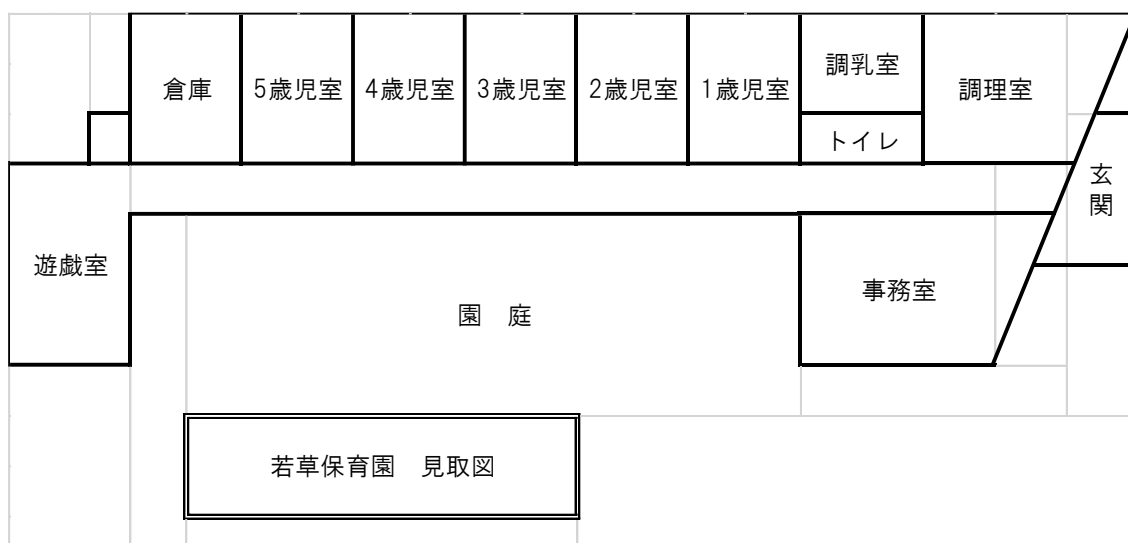 倉庫
5歳児室
4歳児室
3歳児室
2歳児室
1歳児室
調乳室
トイレ
調理室
玄関
遊戯室
園　庭
事務室
若草保育園　見取図